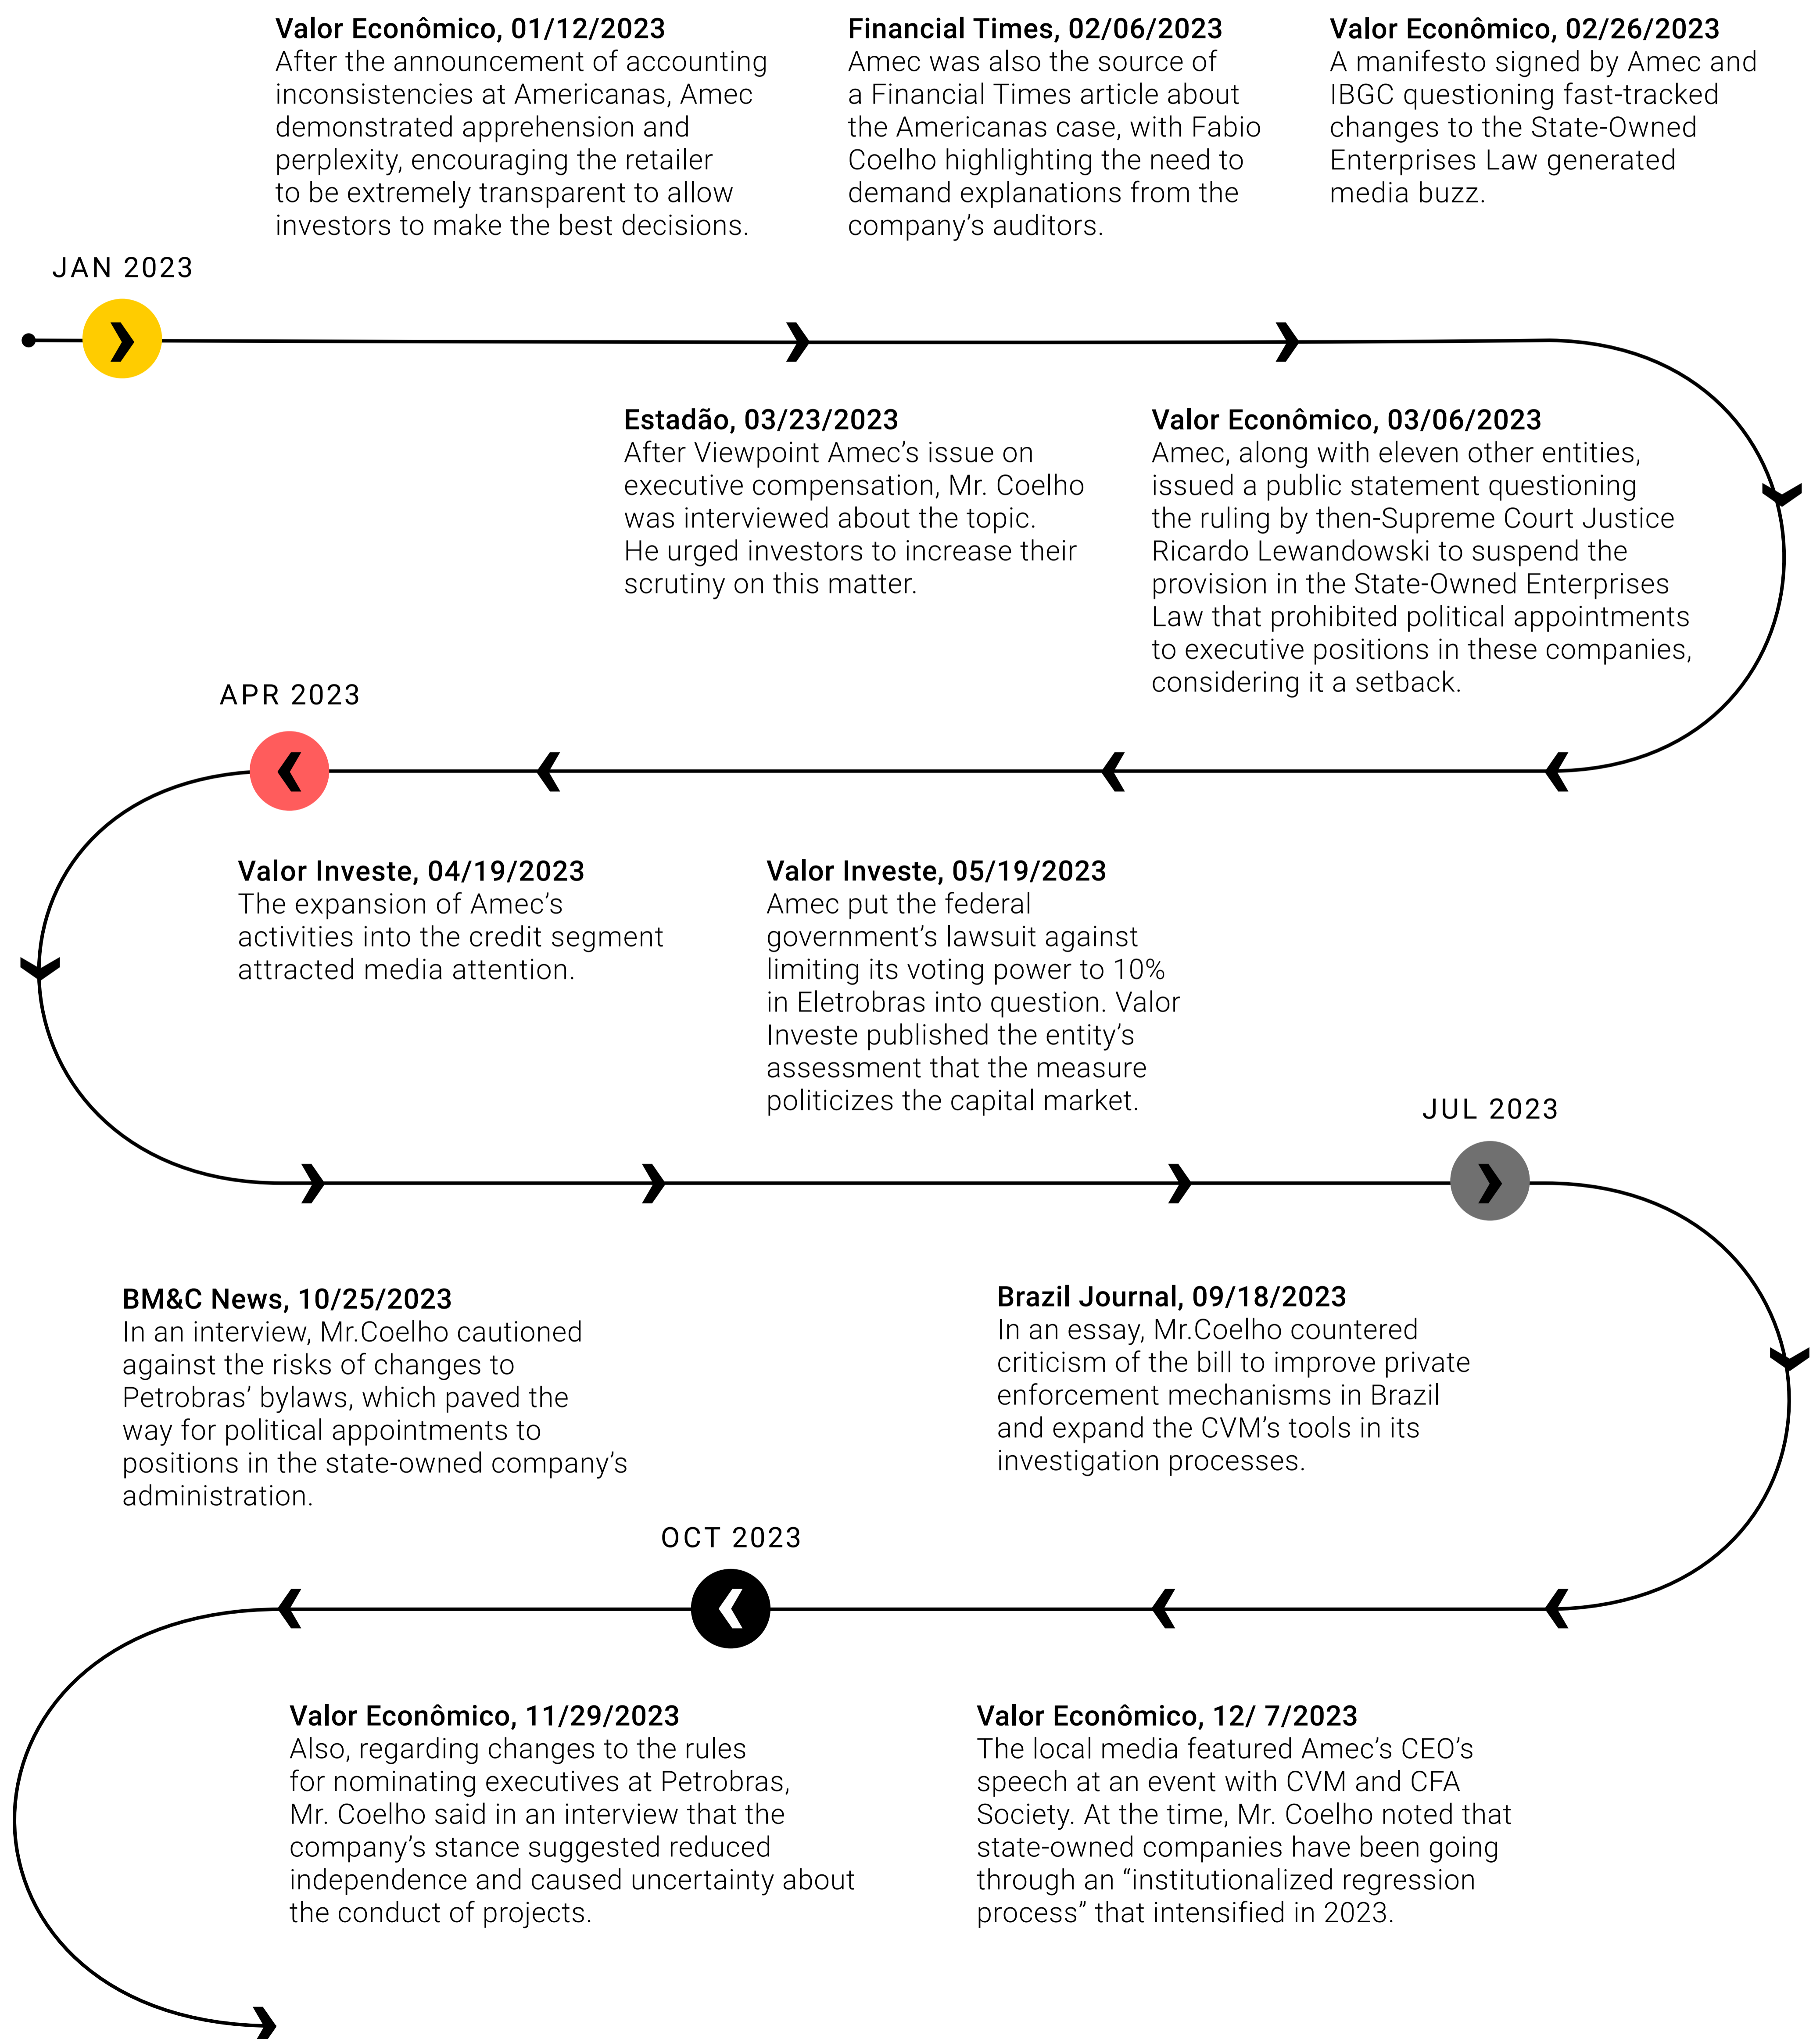 Valor Econômico, 01/12/2023
After the announcement of accounting
inconsistencies at Americanas, Amec
demonstrated apprehension and
perplexity, encouraging the retailer
to be extremely transparent to allow
investors to make the best decisions.
Financial Times, 02/06/2023
Amec was also the source of
a Financial Times article about
the Americanas case, with Fabio
Coelho highlighting the need to
demand explanations from the
company’s auditors.
Valor Econômico, 02/26/2023
A manifesto signed by Amec and
IBGC questioning fast-tracked
changes to the State-Owned
Enterprises Law generated
media buzz.
JAN 2023
Valor Econômico, 03/06/2023
Amec, along with eleven other entities,
issued a public statement questioning
the ruling by then-Supreme Court Justice
Ricardo Lewandowski to suspend the
provision in the State-Owned Enterprises
Law that prohibited political appointments
to executive positions in these companies,
considering it a setback.
Estadão, 03/23/2023
After Viewpoint Amec’s issue on
executive compensation, Mr. Coelho
was interviewed about the topic.
He urged investors to increase their
scrutiny on this matter.
APR 2023
Valor Investe, 04/19/2023
The expansion of Amec’s
activities into the credit segment
attracted media attention.
Valor Investe, 05/19/2023
Amec put the federal
government’s lawsuit against
limiting its voting power to 10%
in Eletrobras into question. Valor
Investe published the entity’s
assessment that the measure
politicizes the capital market.
JUL 2023
Brazil Journal, 09/18/2023
In an essay, Mr.Coelho countered
criticism of the bill to improve private
enforcement mechanisms in Brazil
and expand the CVM’s tools in its
investigation processes.
BM&C News, 10/25/2023
In an interview, Mr.Coelho cautioned
against the risks of changes to
Petrobras’ bylaws, which paved the
way for political appointments to
positions in the state-owned company’s
administration.
OCT 2023
Valor Econômico, 11/29/2023
Also, regarding changes to the rules
for nominating executives at Petrobras,
Mr. Coelho said in an interview that the
company’s stance suggested reduced
independence and caused uncertainty about
the conduct of projects.
Valor Econômico, 12/ 7/2023
The local media featured Amec’s CEO’s
speech at an event with CVM and CFA
Society. At the time, Mr. Coelho noted that
state-owned companies have been going
through an “institutionalized regression
process” that intensified in 2023.